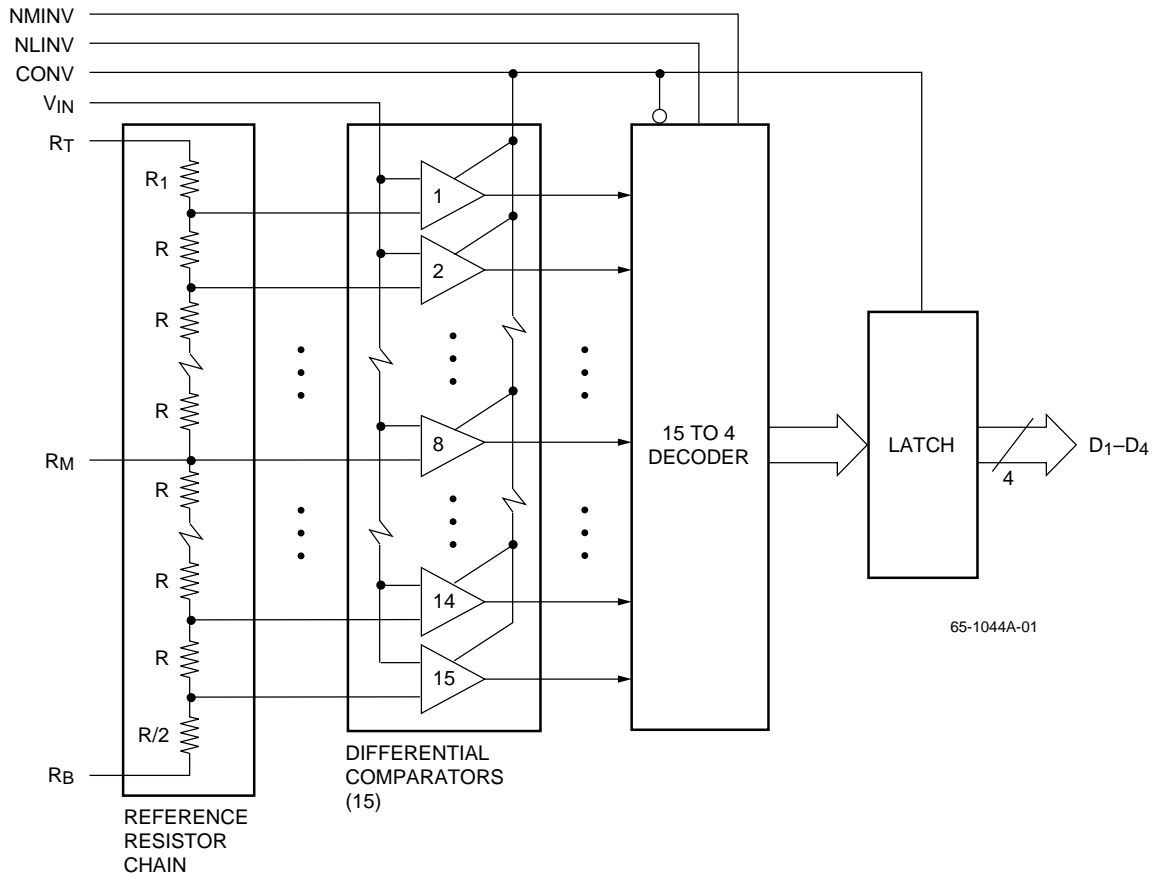 NMINV
NLINV
CONV
VIN
RT
R1
R
R
R
RM
R
R
R
R/2
RB
REFERENCE
RESISTOR
CHAIN
1
2
8
14
15
DIFFERENTIAL
COMPARATORS
(15)
15 TO 4
DECODER
LATCH
4
D1–D4
65-1044A-01